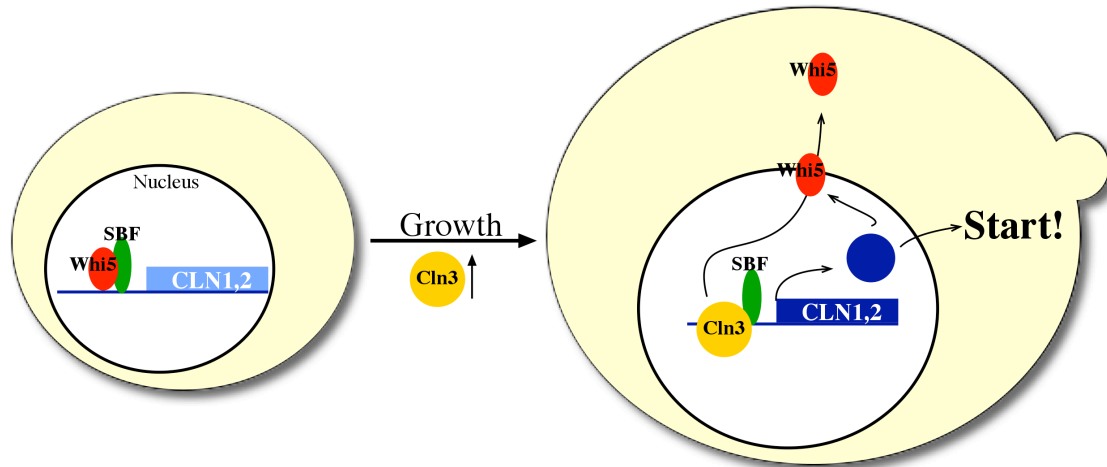 Nucleus
SBF
Whi5
CLN1,2
Growth
Cln3
Whi5
Whi5
Start!
SBF
CLN1,2
Cln3